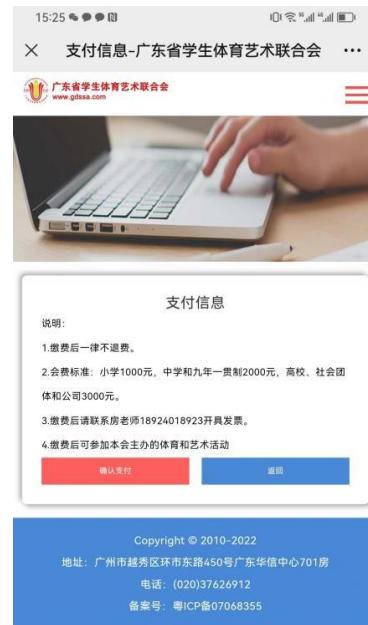 15:25
支付信息-广东省学生体育艺术联合会
广东省学生体育艺术联合会
www.gdssa.com
支付信息
说明：
1.缴费后一律不退费。
2.会费标准：小学1000元，中学和九年一贯制2000元，高校、社会团
体和公司3000元。
3.缴费后请联系房老师18924018923开具发票。
4.缴费后可参加本会主办的体育和艺术活动
确认支付
返回
Copyright © 2010-2022
地址：广州市越秀区环市东路450号广东华信中心701房
电话：(020)37626912
备案号：粤ICP备07068355